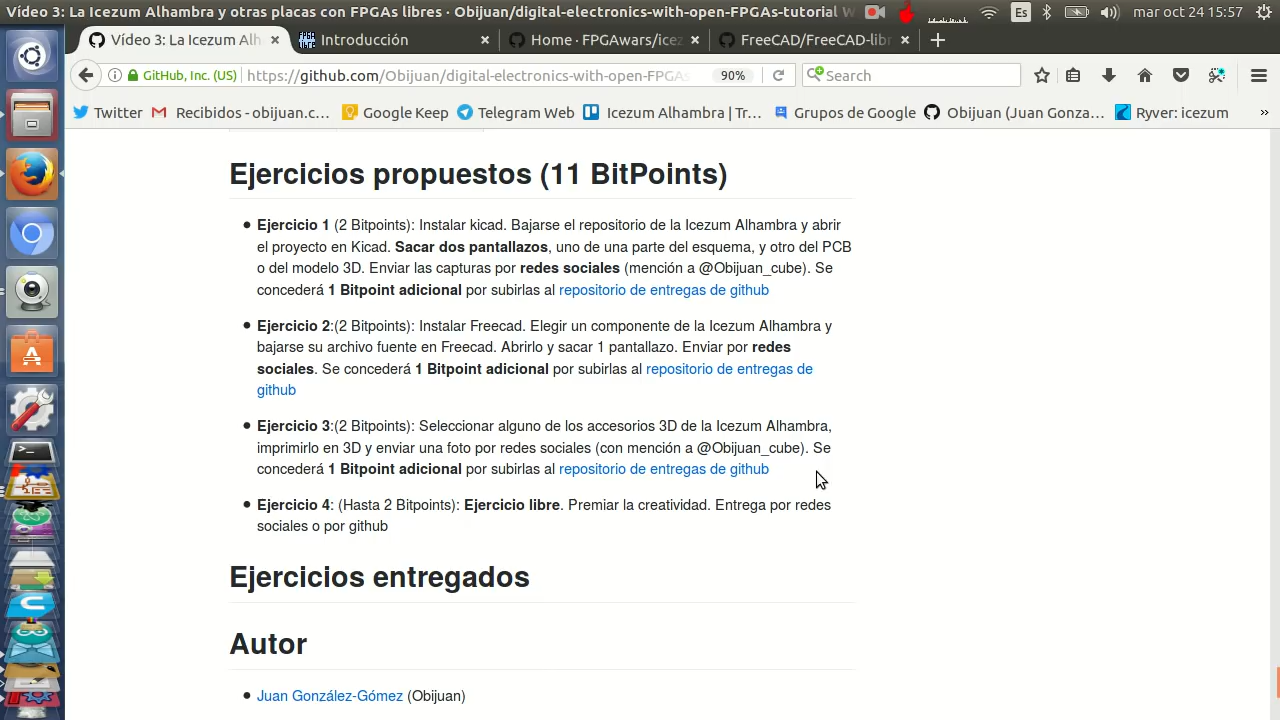 Vídeo 3: La Icezum Alhambra y otras placas con FPGAs libres · Obijuan/digital-electronics-with-open-FPGAs-tutorial W
Es
mar oct 24 15:57
Vídeo 3: La Icezum Alh
Introducción
Home · FPGAwars/icez
FreeCAD/FreeCAD-libr
GitHub, Inc. (US)
https://github.com/Obijuan/digital-electronics-with-open-FPGAs
90%
Search
Twitter
Recibidos - obijuan.c...
Google Keep
Telegram Web
Icezum Alhambra | Tr...
Grupos de Google
Obijuan (Juan Gonza...
Ryver: icezum
Ejercicios propuestos (11 BitPoints)
Ejercicio 1 (2 Bitpoints): Instalar kicad. Bajarse el repositorio de la Icezum Alhambra y abrir
el proyecto en Kicad. Sacar dos pantallazos, uno de una parte del esquema, y otro del PCB
o del modelo 3D. Enviar las capturas por redes sociales (mención a @Obijuan_cube). Se
concederá 1 Bitpoint adicional por subirlas al repositorio de entregas de github
Ejercicio 2:(2 Bitpoints): Instalar Freecad. Elegir un componente de la Icezum Alhambra y
bajarse su archivo fuente en Freecad. Abrirlo y sacar 1 pantallazo. Enviar por redes
sociales. Se concederá 1 Bitpoint adicional por subirlas al repositorio de entregas de
github
Ejercicio 3:(2 Bitpoints): Seleccionar alguno de los accesorios 3D de la Icezum Alhambra,
imprimirlo en 3D y enviar una foto por redes sociales (con mención a @Obijuan_cube). Se
concederá 1 Bitpoint adicional por subirlas al repositorio de entregas de github
Ejercicio 4: (Hasta 2 Bitpoints): Ejercicio libre. Premiar la creatividad. Entrega por redes
sociales o por github
Ejercicios entregados
Autor
Juan González-Gómez (Obijuan)